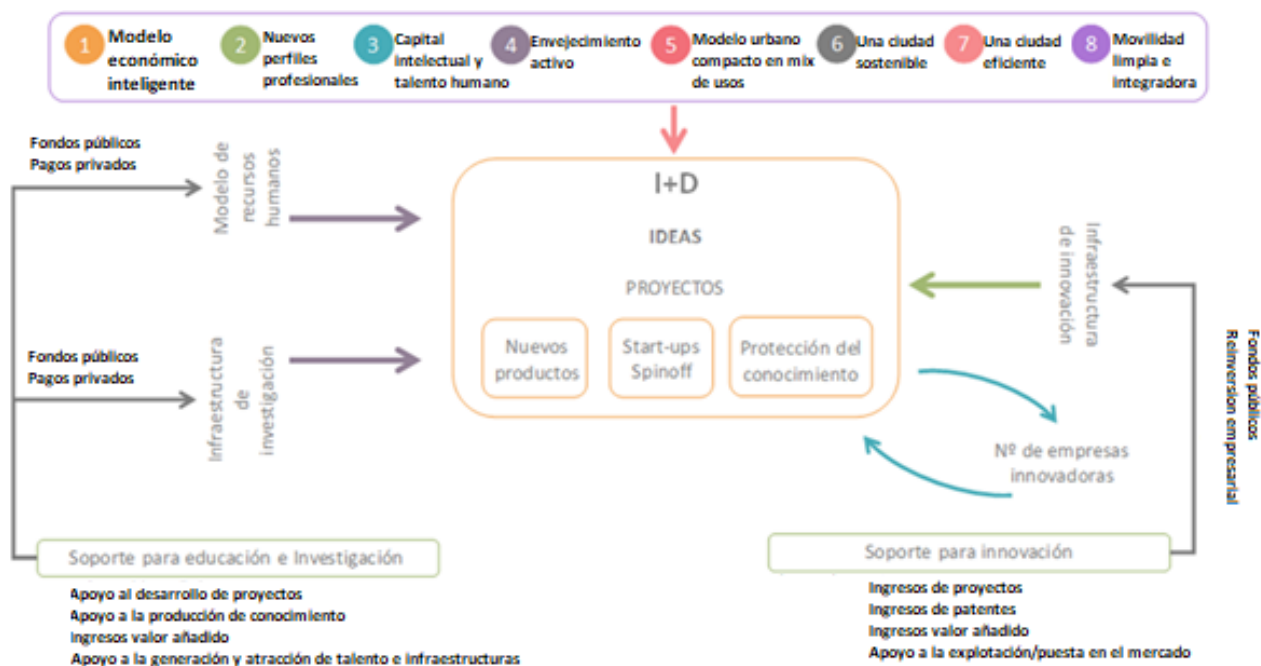 1 Modelo
económico
inteligente
2 Nuevos
perfiles
profesionales
3 Capital
intelectual y
talento humano
4 Envejecimiento
activo
5 Modelo urbano
compacto en mix
de usos
6 Una ciudad
sostenible
7 Una ciudad
eficiente
8 Movilidad
limpia e
integradora
Fondos públicos
Pagos privados
Modelo de
recursos
humanos
Fondos públicos
Pagos privados
Infraestructura
de
investigación
I+D
IDEAS
PROYECTOS
Nuevos
productos
Start-ups
Spinoff
Protección del
conocimiento
Infraestructura
de innovación
Fondos públicos
Reinversion empresarial
Nº de empresas
innovadoras
Soporte para educación e Investigación
Apoyo al desarrollo de proyectos
Apoyo a la producción de conocimiento
Ingresos valor añadido
Apoyo a la generación y atracción de talento e infraestructuras
Soporte para innovación
Ingresos de proyectos
Ingresos de patentes
Ingresos valor añadido
Apoyo a la explotación/puesta en el mercado